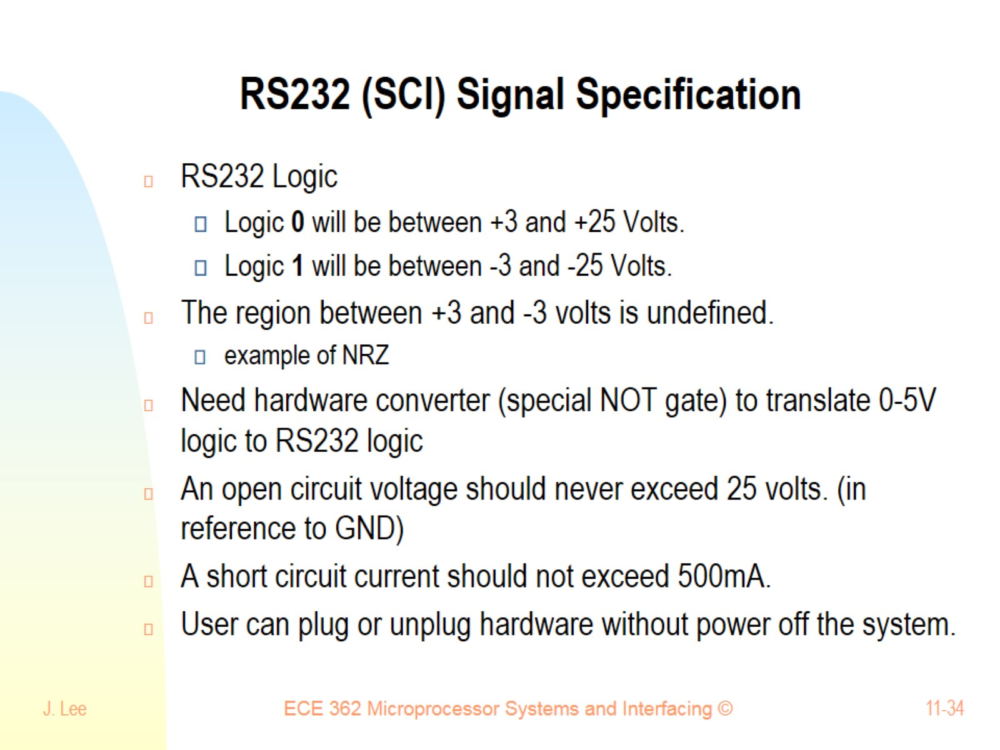 RS232 (SCI) Signal Specification
RS232 Logic
Logic 0 will be between +3 and +25 Volts.
Logic 1 will be between -3 and -25 Volts.
The region between +3 and -3 volts is undefined.
example of NRZ
Need hardware converter (special NOT gate) to translate 0-5V
logic to RS232 logic
An open circuit voltage should never exceed 25 volts. (in
reference to GND)
A short circuit current should not exceed 500mA.
User can plug or unplug hardware without power off the system.
J. Lee
ECE 362 Microprocessor Systems and Interfacing ©
11-34